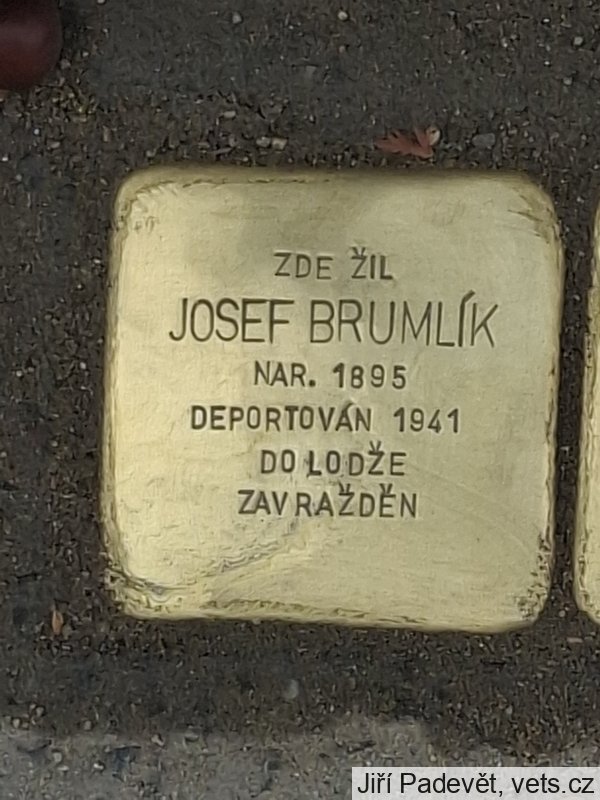 ZDE ŽIL
JOSEF BRUMLÍK
NAR. 1895
DEPORTOVÁN 1941
DO LODŽE
ZAVRAŽDĚN
Jiří Padevět, vets.cz